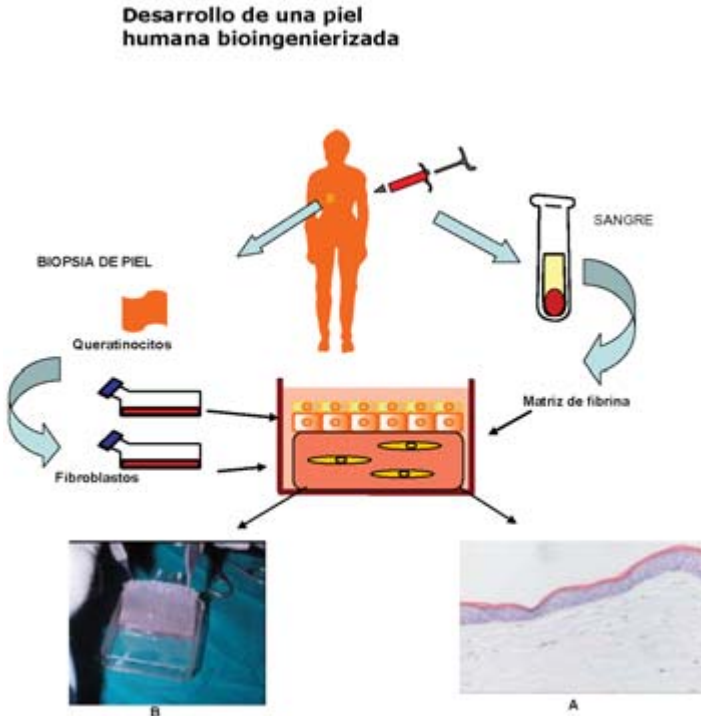 Desarrollo de una piel
humana bioingenierizada
SANGRE
BIOPSIA DE PIEL
Queratinocitos
Matriz de fibrina
Fibroblastos
B
A